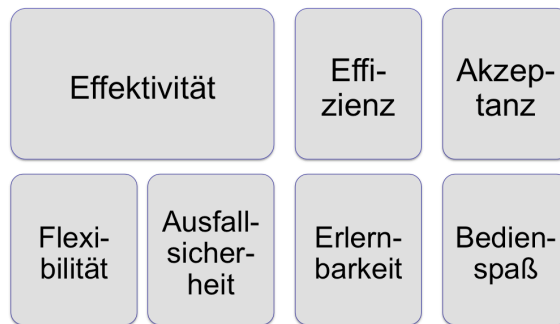 Effektivität
Effi-
zienz
Akzep-
tanz
Flexi-
bilität
Ausfall-
sicher-
heit
Erlern-
barkeit
Bedien-
spaß